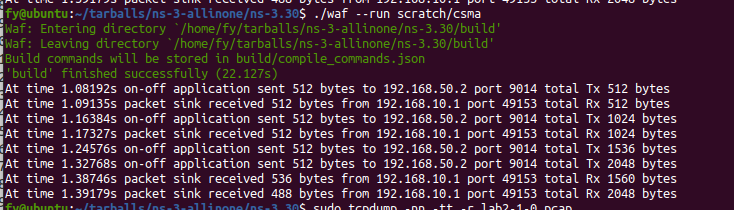 At time 1.39179s packet sink received 488 bytes from 192.168.10.1 port 49153 total Rx 2048 bytes
fy@ubuntu:~/tarballs/ns-3-allinone/ns-3.30$ ./waf --run scratch/csma
Waf: Entering directory `/home/fy/tarballs/ns-3-allinone/ns-3.30/build'
Waf: Leaving directory `/home/fy/tarballs/ns-3-allinone/ns-3.30/build'
Build commands will be stored in build/compile_commands.json
'build' finished successfully (22.127s)
At time 1.08192s on-off application sent 512 bytes to 192.168.50.2 port 9014 total Tx 512 bytes
At time 1.09135s packet sink received 512 bytes from 192.168.10.1 port 49153 total Rx 512 bytes
At time 1.16384s on-off application sent 512 bytes to 192.168.50.2 port 9014 total Tx 1024 bytes
At time 1.17327s packet sink received 512 bytes from 192.168.10.1 port 49153 total Rx 1024 bytes
At time 1.24576s on-off application sent 512 bytes to 192.168.50.2 port 9014 total Tx 1536 bytes
At time 1.32768s on-off application sent 512 bytes to 192.168.50.2 port 9014 total Tx 2048 bytes
At time 1.38746s packet sink received 536 bytes from 192.168.10.1 port 49153 total Rx 1560 bytes
At time 1.39179s packet sink received 488 bytes from 192.168.10.1 port 49153 total Rx 2048 bytes
fy@ubuntu:~/tarballs/ns-3-allinone/ns-3.30$ sudo tcpdump -nn -tt -r lab2-1-0.pcap